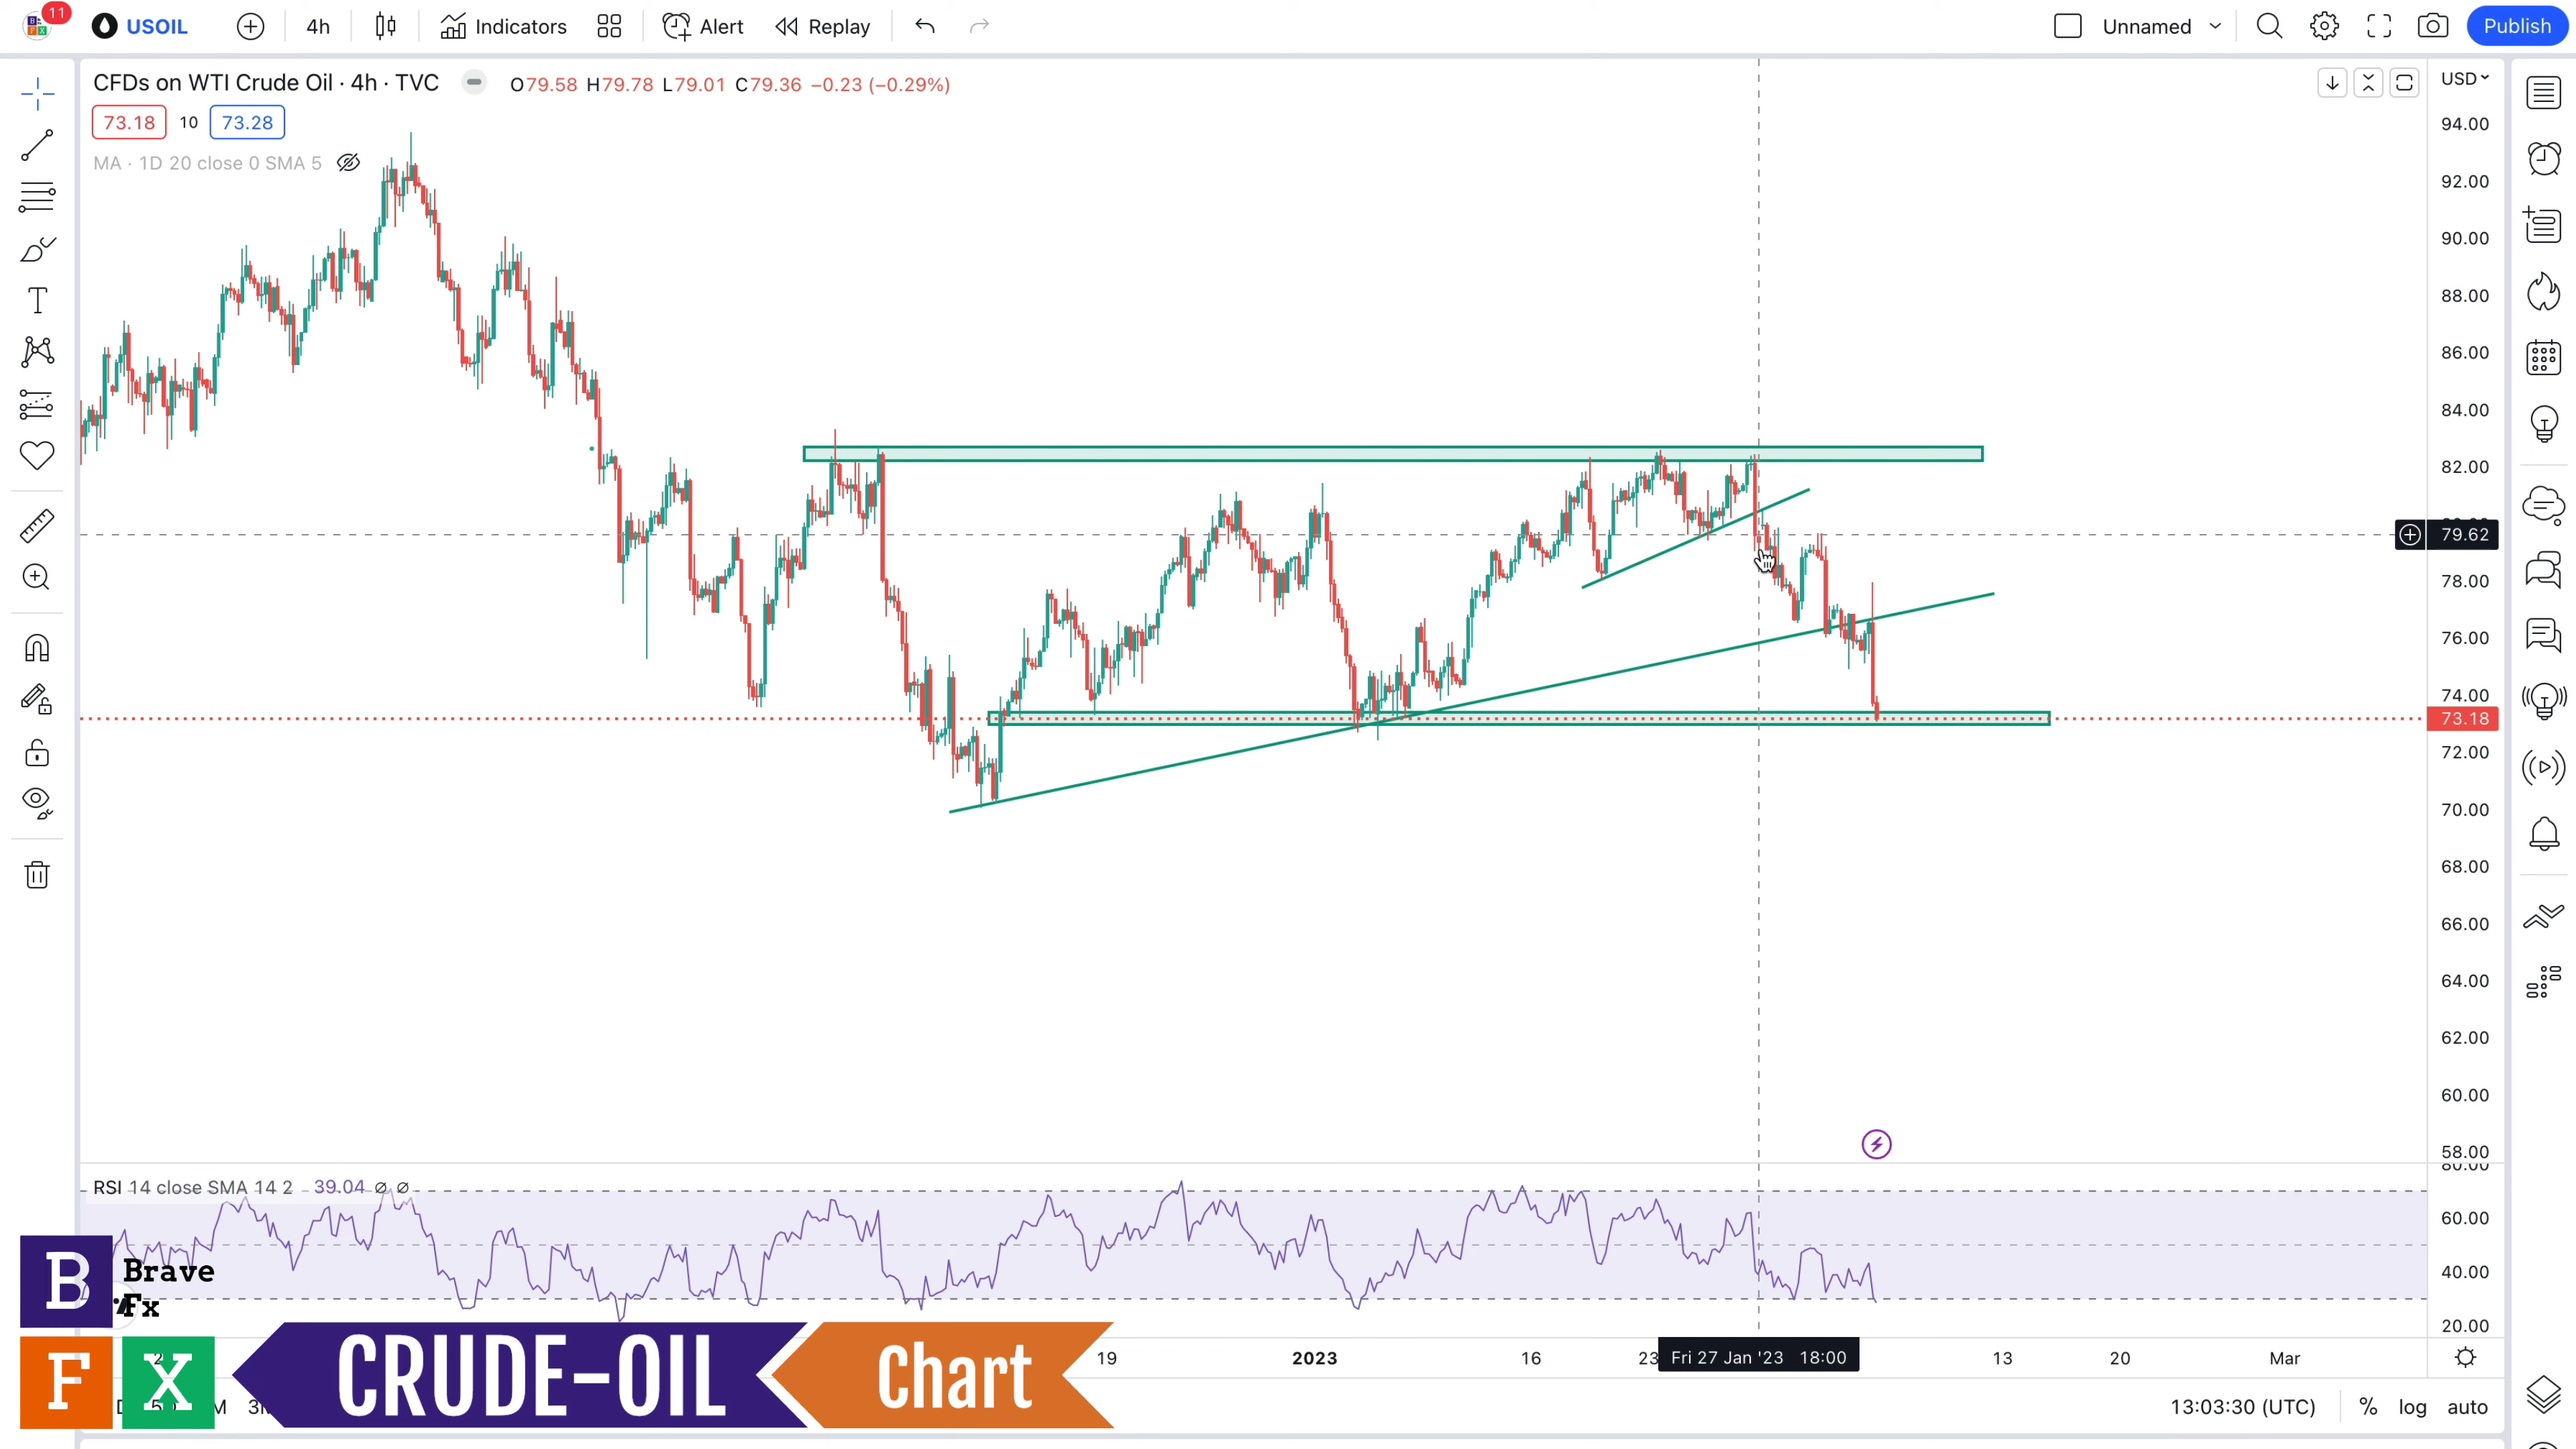 11
USOIL
4h
Indicators
Alert
Replay
Unnamed
Publish
CFDs on WTI Crude Oil · 4h · TVC
O79.58 H79.78 L79.01 C79.36 −0.23 (−0.29%)
USD
73.18 10 73.28
MA · 1D 20 close 0 SMA 5
94.00
92.00
90.00
88.00
86.00
84.00
82.00
79.62
78.00
76.00
74.00
73.18
72.00
70.00
68.00
66.00
64.00
62.00
60.00
58.00
RSI 14 close SMA 14 2 39.04 ∅ ∅
60.00
40.00
20.00
B Brave
Fx
F X
CRUDE-OIL
Chart
19
2023
16
23
Fri 27 Jan '23 18:00
13
20
Mar
13:03:30 (UTC)
%
log
auto